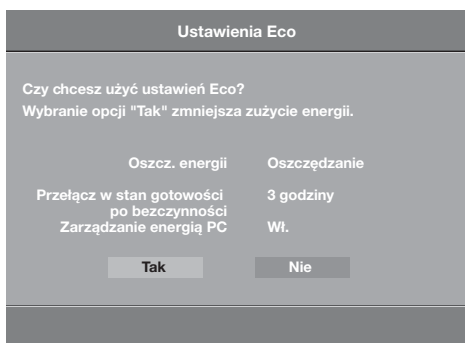 Ustawienia Eco
Czy chcesz użyć ustawień Eco?
Wybranie opcji "Tak" zmniejsza zużycie energii.
Oszcz. energii Oszczędzanie
Przełącz w stan gotowości 3 godziny
po bezczynności
Zarządzanie energią PC Wł.
Tak Nie